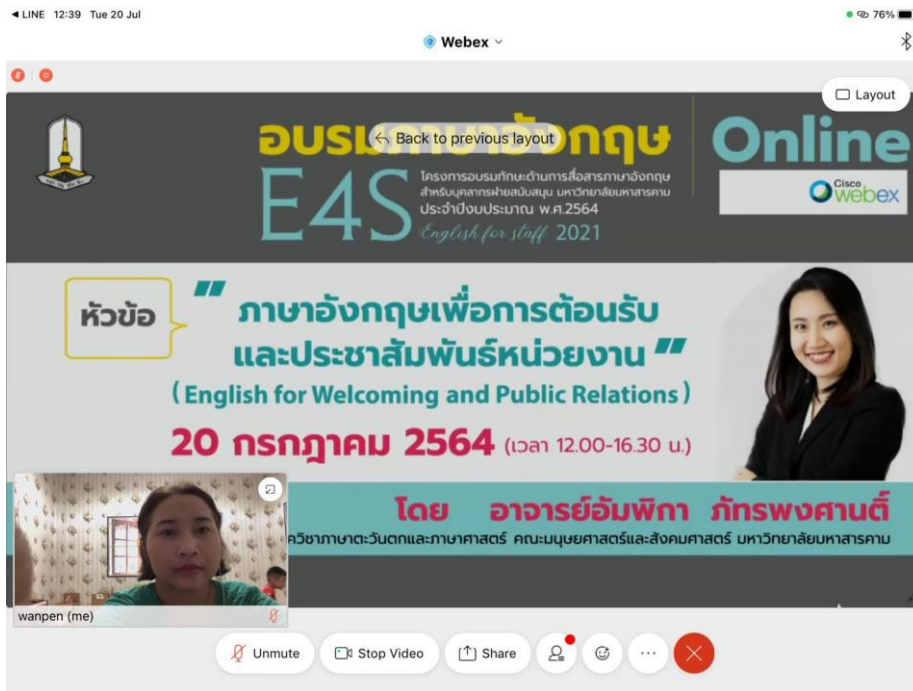 LINE 12:39 Tue 20 Jul 76%
Webex
Layout
อบรมภาษาอังกฤษ
Back to previous layout
Online
Cisco
webex
E4S
โครงการอบรมทักษะด้านการสื่อสารภาษาอังกฤษ
สำหรับบุคลากรฝ่ายสนับสนุน มหาวิทยาลัยมหาสารคาม
ประจำปีงบประมาณ พ.ศ.2564
English for staff 2021
หัวข้อ
" ภาษาอังกฤษเพื่อการต้อนรับ
และประชาสัมพันธ์หน่วยงาน "
(English for Welcoming and Public Relations)
20 กรกฎาคม 2564 (เวลา 12.00-16.30 น.)
โดย อาจารย์อัมพิกา ภัทรพงศานติ์
ควิชาภาษาตะวันตกและภาษาศาสตร์ คณะมนุษยศาสตร์และสังคมศาสตร์ มหาวิทยาลัยมหาสารคาม
wanpen (me)
Unmute
Stop Video
Share